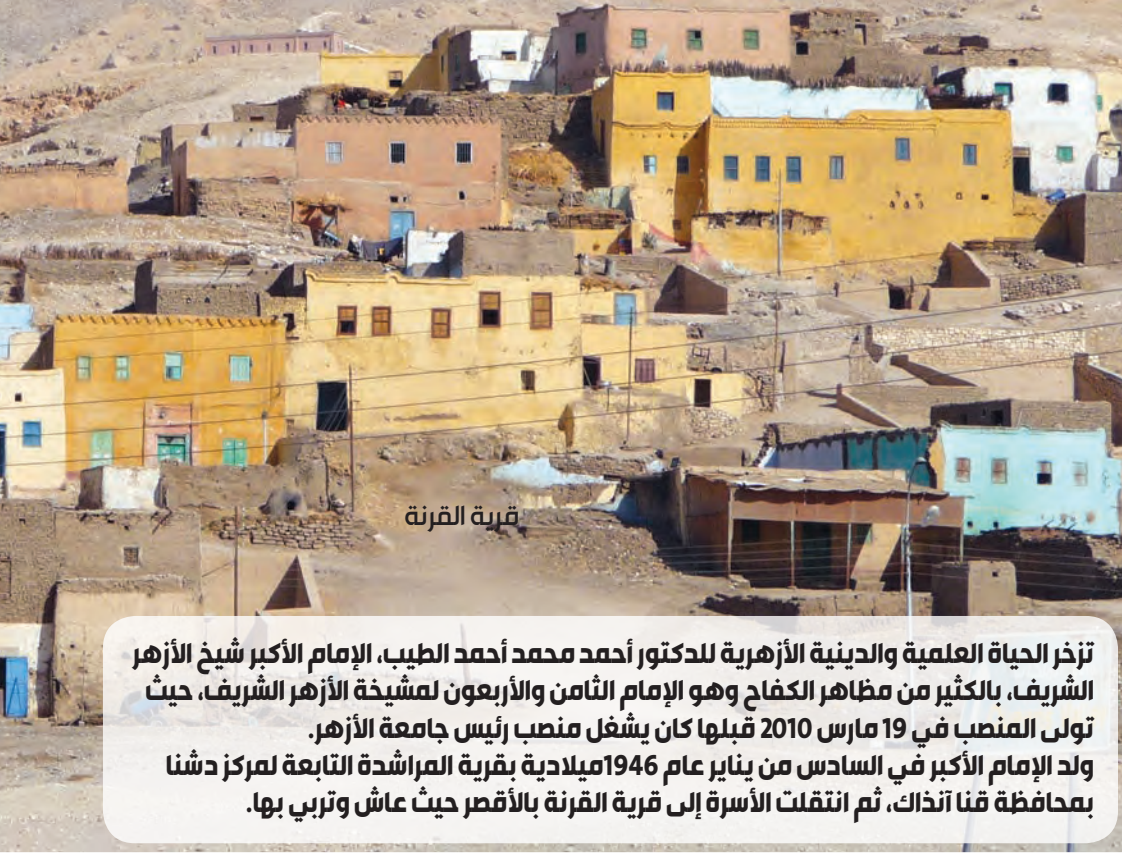 قرية القرنة
تزخر الحياة العلمية والدينية الأزهرية للدكتور أحمد محمد أحمد الطيب، الإمام الأكبر شيخ الأزهر
الشريف، بالكثير من مظاهر الكفاح وهو الإمام الثامن والأربعون لمشيخة الأزهر الشريف، حيث
تولى المنصب في 19 مارس 2010 قبلها كان يشغل منصب رئيس جامعة الأزهر.
ولد الإمام الأكبر في السادس من يناير عام 1946ميلادية بقرية المراشدة التابعة لمركز دشنا
بمحافظة قنا آنذاك، ثم انتقلت الأسرة إلى قرية القرنة بالأقصر حيث عاش وتربي بها.